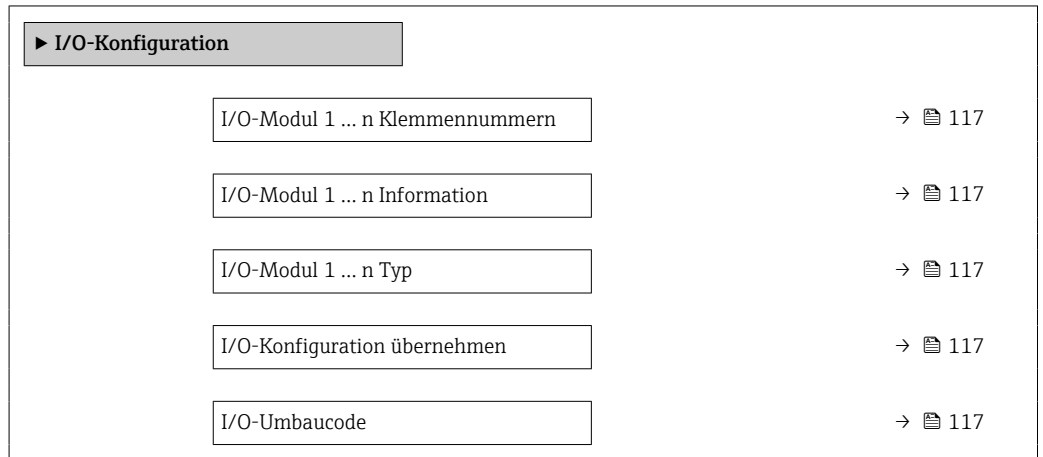 ▶ I/O-Konfiguration
I/O-Modul 1 … n Klemmennummern → 117
I/O-Modul 1 … n Information → 117
I/O-Modul 1 … n Typ → 117
I/O-Konfiguration übernehmen → 117
I/O-Umbaucode → 117